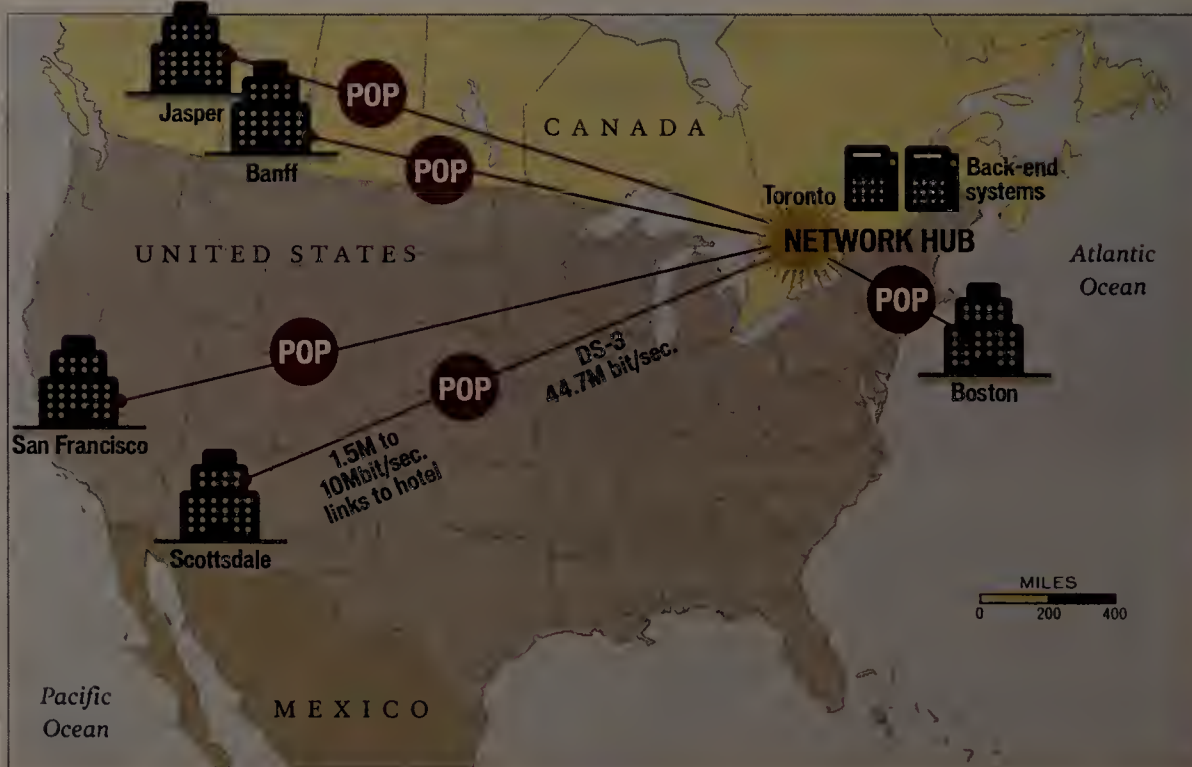 Jasper
POP
CANADA
Banff
POP
Toronto
Back-end
systems
NETWORK HUB
UNITED STATES
Atlantic
Ocean
POP
Boston
POP
San Francisco
POP
DS-3
44.7M bit/sec.
1.5M to
10Mbit/sec.
links to hotel
Scottsdale
MILES
0 200 400
Pacific
Ocean
MEXICO